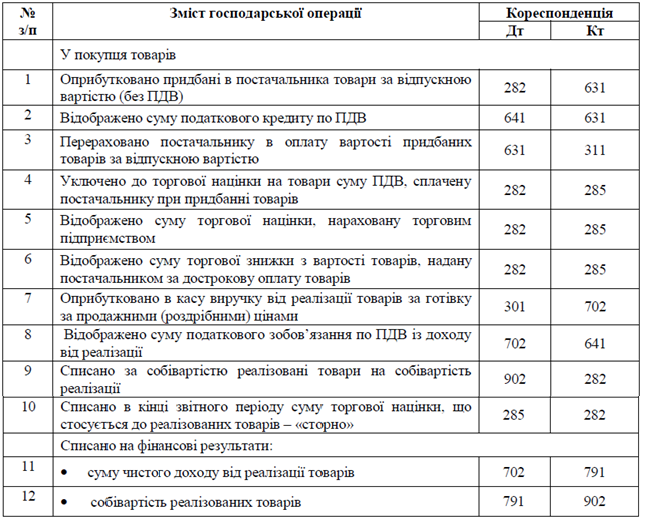 № з/п Зміст господарської операції Кореспонденція
Дт Кт
У покупця товарів
1 Оприбутковано придбані в постачальника товари за відпускною 282 631
вартістю (без ПДВ)
2 Відображено суму податкового кредиту по ПДВ 641 631
3 Перераховано постачальнику в оплату вартості придбаних 631 311
товарів за відпускною вартістю
4 Уключено до торгової націнки на товари суму ПДВ, сплачену 282 285
постачальнику при придбанні товарів
5 Відображено суму торгової націнки, нараховану торговим 282 285
підприємством
6 Відображено суму торгової знижки з вартості товарів, надану 282 285
постачальником за дострокову оплату товарів
7 Оприбутковано в касу виручку від реалізації товарів за готівку 301 702
за продажними (роздрібними) цінами
8 Відображено суму податкового зобов’язання по ПДВ із доходу 702 641
від реалізації
9 Списано за собівартістю реалізовані товари на собівартість 902 282
реалізації
10 Списано в кінці звітного періоду суму торгової націнки, що 285 282
стосується до реалізованих товарів – «сторно»
Списано на фінансові результати:
11 • суму чистого доходу від реалізації товарів 702 791
12 • собівартість реалізованих товарів 791 902